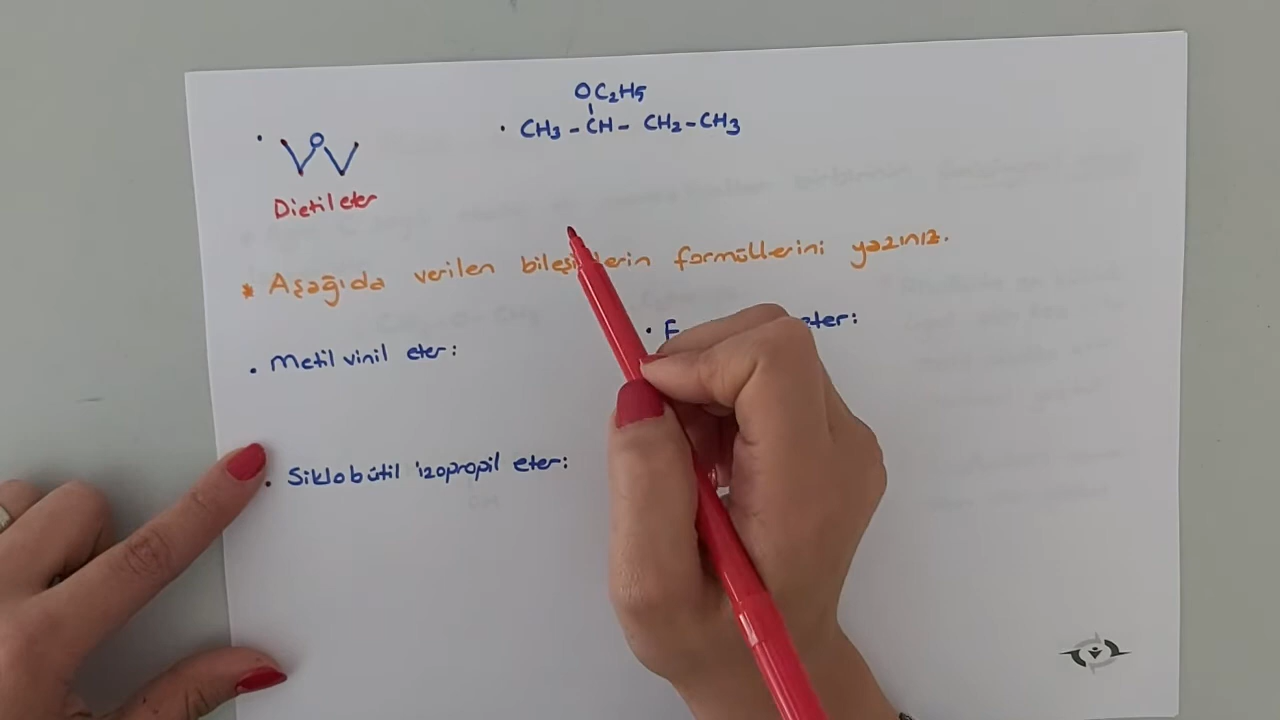 OC2H5
CH3 - CH - CH2 - CH3
O
Dietil eter
* Aşağıda verilen bileşiklerin formüllerini yazınız.
• Metil vinil eter:
eter:
• Siklobütil izopropil eter: